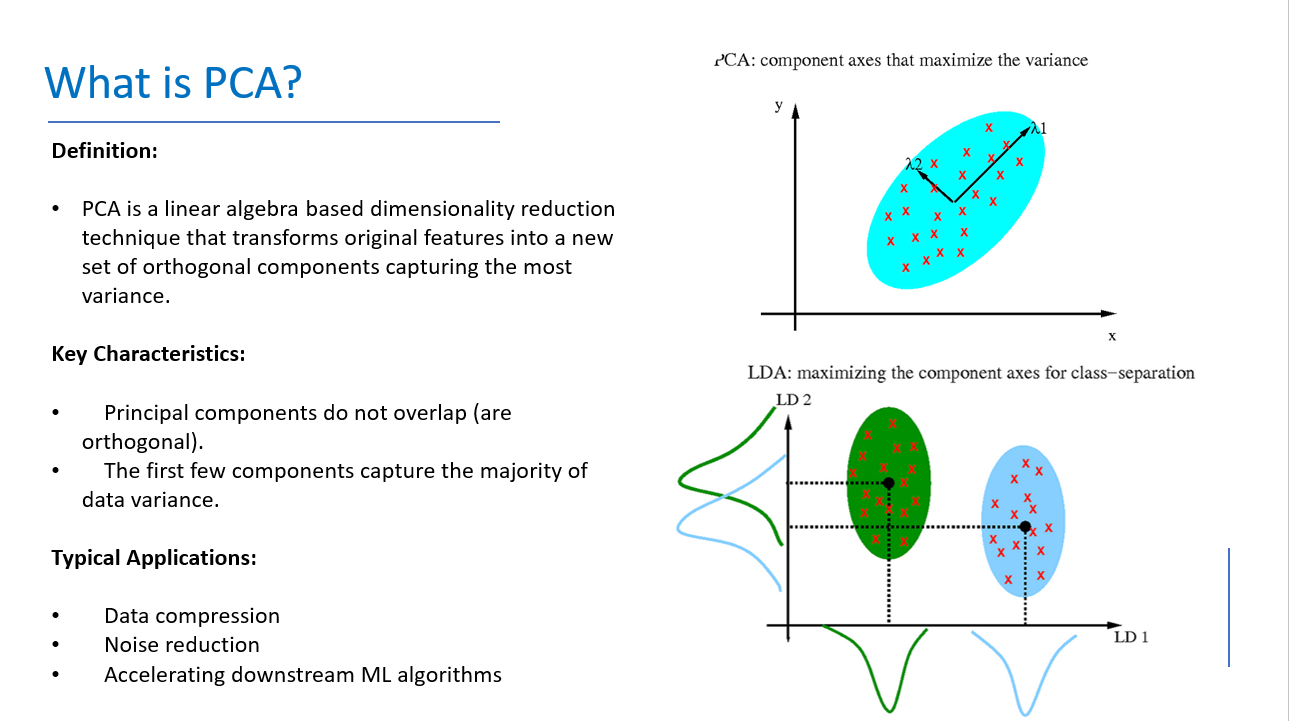 What is PCA?
Definition:
• PCA is a linear algebra based dimensionality reduction
technique that transforms original features into a new
set of orthogonal components capturing the most
variance.
Key Characteristics:
• Principal components do not overlap (are
orthogonal).
• The first few components capture the majority of
data variance.
Typical Applications:
• Data compression
• Noise reduction
• Accelerating downstream ML algorithms
PCA: component axes that maximize the variance
y
λ1
λ2
x
LDA: maximizing the component axes for class-separation
LD 2
LD 1